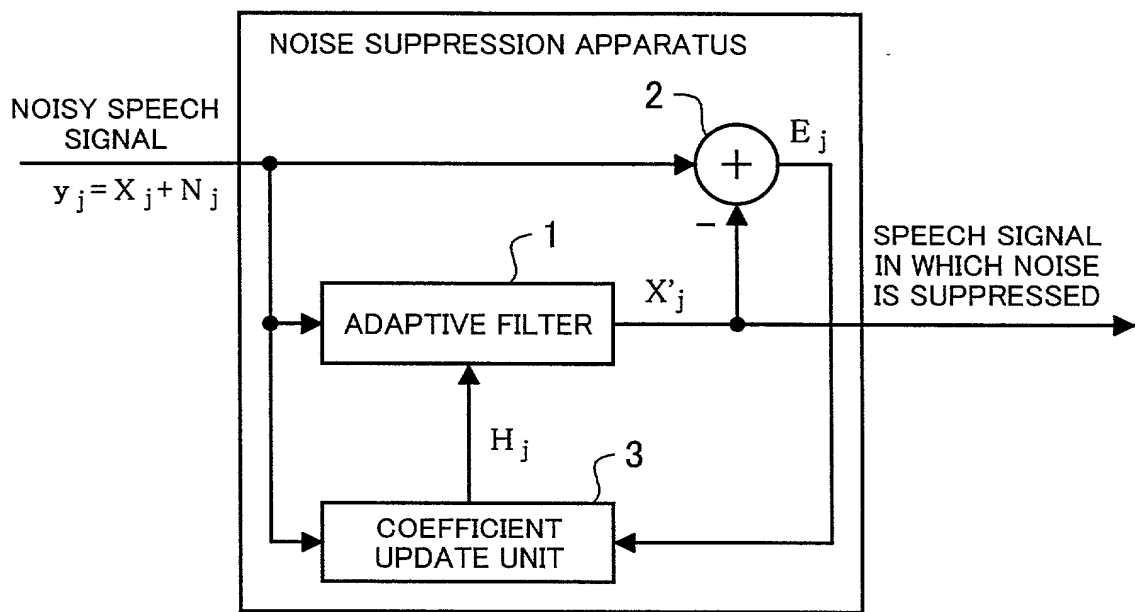 NOISE SUPPRESSION APPARATUS
NOISY SPEECH
SIGNAL
y j = X j + N j
2
E j
+
−
1
ADAPTIVE FILTER
X' j
SPEECH SIGNAL
IN WHICH NOISE
IS SUPPRESSED
H j
3
COEFFICIENT
UPDATE UNIT